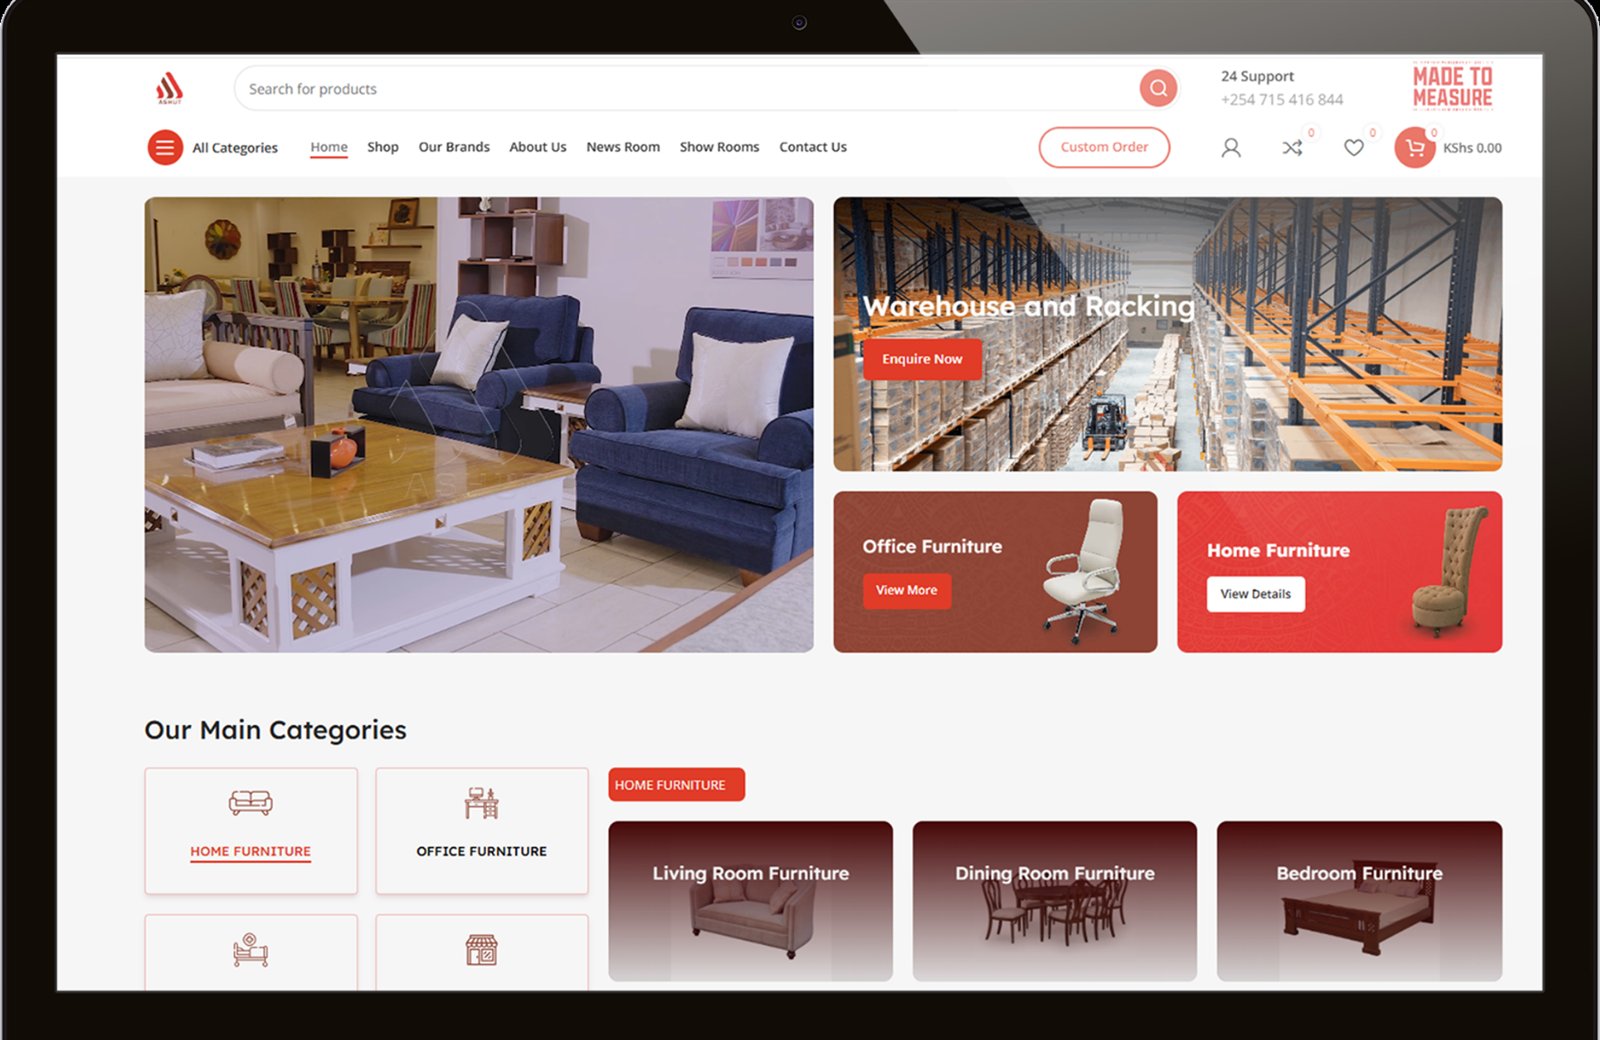 ASHUT
Search for products
24 Support
+254 715 416 844
MADE TO
MEASURE
All Categories
Home
Shop
Our Brands
About Us
News Room
Show Rooms
Contact Us
Custom Order
0
0
0
KShs 0.00
Warehouse and Racking
Enquire Now
Office Furniture
View More
Home Furniture
View Details
Our Main Categories
HOME FURNITURE
OFFICE FURNITURE
HOME FURNITURE
Living Room Furniture
Dining Room Furniture
Bedroom Furniture